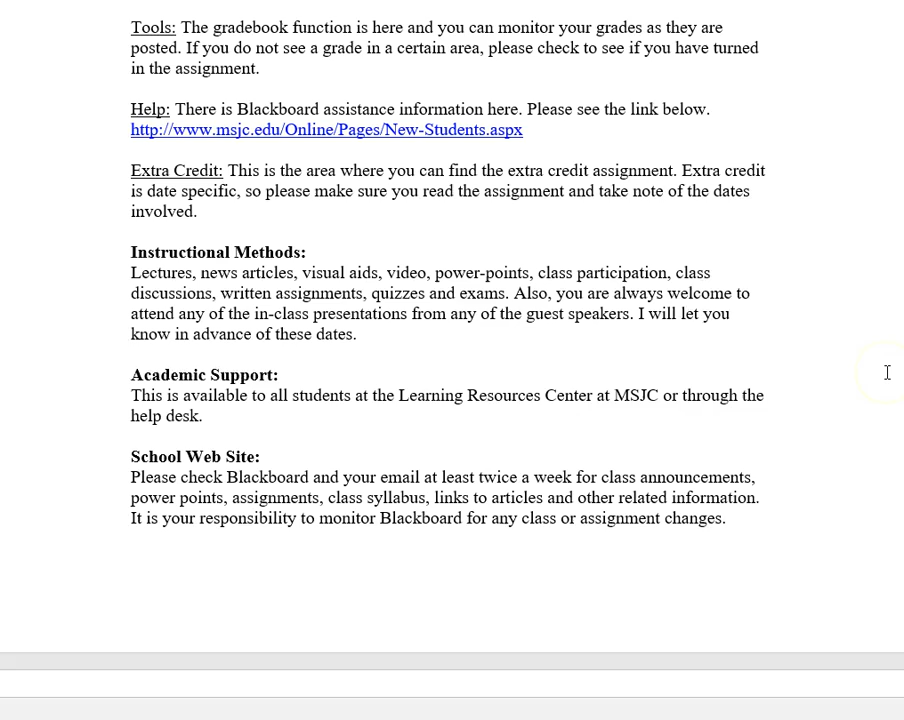 Tools: The gradebook function is here and you can monitor your grades as they are
posted. If you do not see a grade in a certain area, please check to see if you have turned
in the assignment.
Help: There is Blackboard assistance information here. Please see the link below.
http://www.msjc.edu/Online/Pages/New-Students.aspx
Extra Credit: This is the area where you can find the extra credit assignment. Extra credit
is date specific, so please make sure you read the assignment and take note of the dates
involved.
Instructional Methods:
Lectures, news articles, visual aids, video, power-points, class participation, class
discussions, written assignments, quizzes and exams. Also, you are always welcome to
attend any of the in-class presentations from any of the guest speakers. I will let you
know in advance of these dates.
Academic Support:
This is available to all students at the Learning Resources Center at MSJC or through the
help desk.
School Web Site:
Please check Blackboard and your email at least twice a week for class announcements,
power points, assignments, class syllabus, links to articles and other related information.
It is your responsibility to monitor Blackboard for any class or assignment changes.